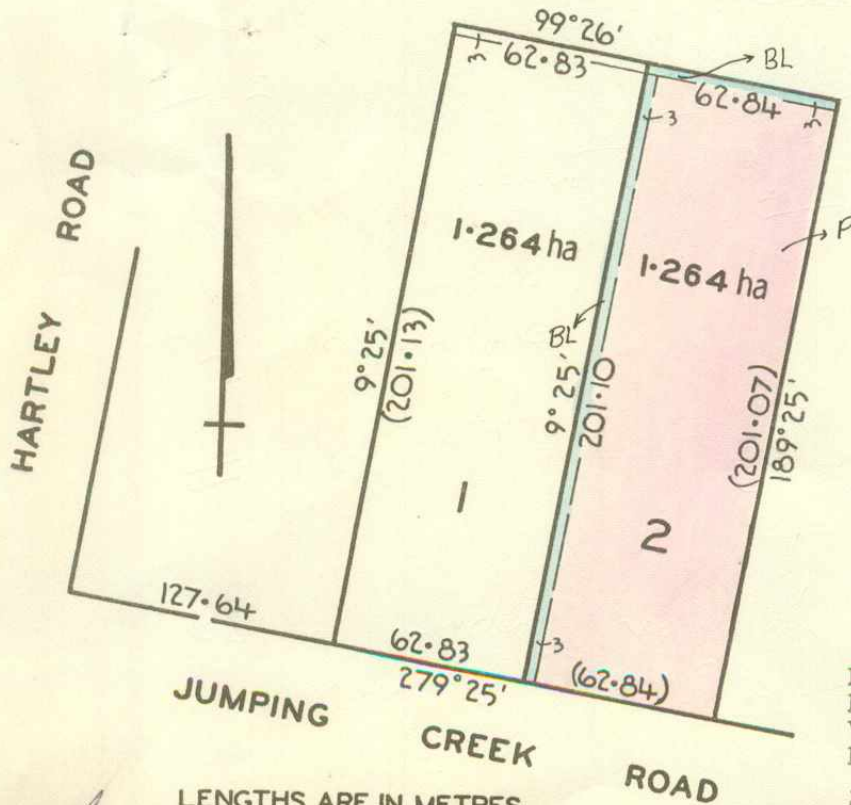 99°26'
62·83
BL
62·84
3
3
3
HARTLEY ROAD
1·264 ha
1·264 ha
P
BL
9°25'
(201·13)
9°25'
201·10
(201·07)
189°25'
1
2
127·64
62·83
279°25'
3
(62·84)
JUMPING CREEK ROAD
LENGTHS ARE IN METRES